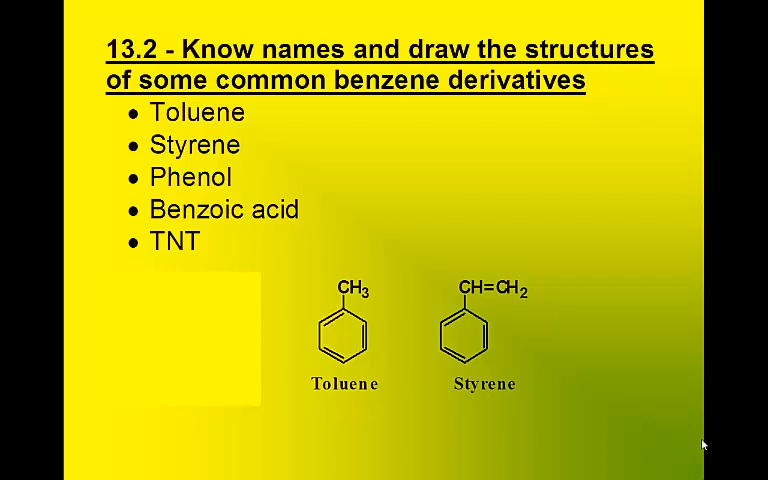 13.2 - Know names and draw the structures
of some common benzene derivatives
• Toluene
• Styrene
• Phenol
• Benzoic acid
• TNT
CH3 CH=CH2
Toluene Styrene